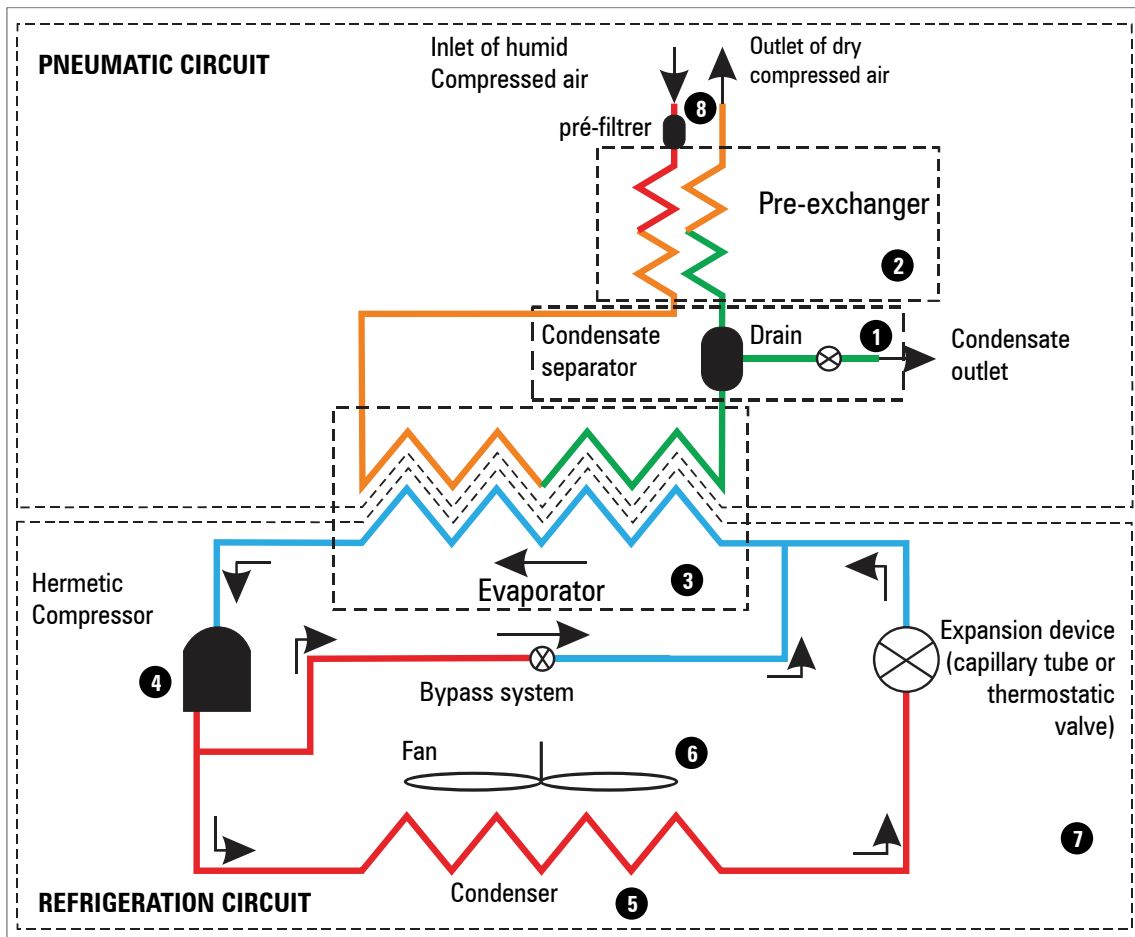 PNEUMATIC CIRCUIT
Inlet of humid
Compressed air
Outlet of dry
compressed air
8
pré-filtrer
Pre-exchanger
2
Condensate
separator
Drain
1
Condensate
outlet
Evaporator
3
Hermetic
Compressor
4
Bypass system
Expansion device
(capillary tube or
thermostatic
valve)
Fan
6
7
Condenser
5
REFRIGERATION CIRCUIT